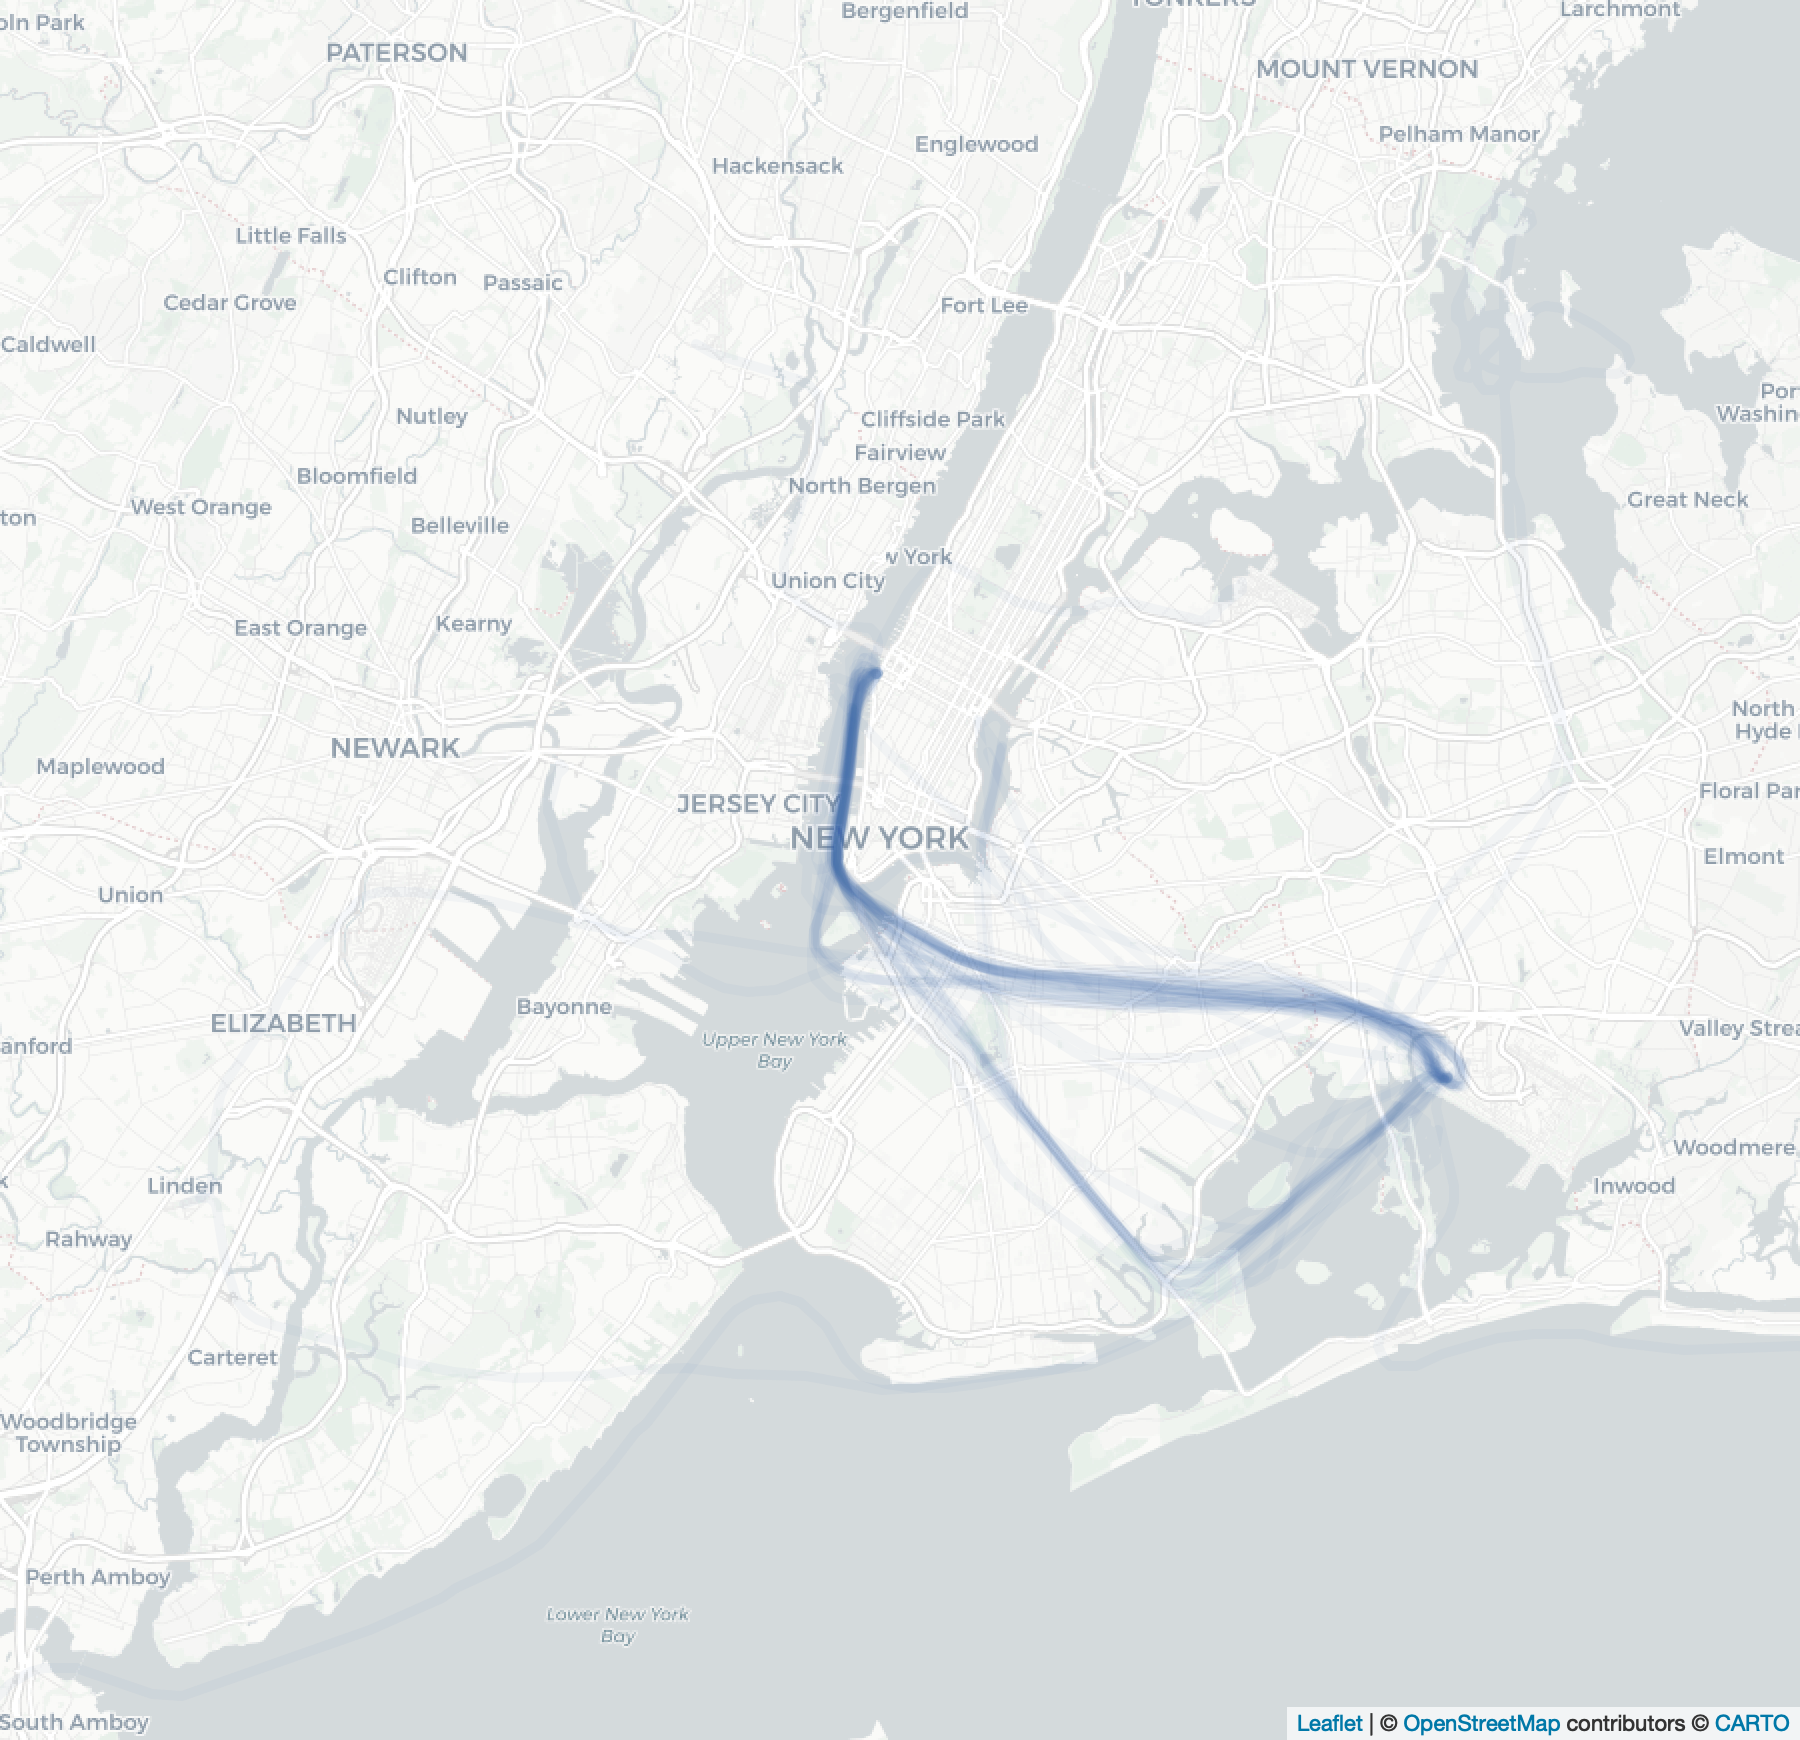 oln Park
Bergenfield
YONKERS
Larchmont
PATERSON
MOUNT VERNON
Pelham Manor
Englewood
Hackensack
Little Falls
Clifton
Passaic
Cedar Grove
Fort Lee
Caldwell
Por
Washin
Nutley
Cliffside Park
Fairview
Bloomfield
North Bergen
Great Neck
West Orange
ton
Belleville
w York
Union City
East Orange
Kearny
North
Hyde
NEWARK
Maplewood
Floral Par
JERSEY CITY
NEW YORK
Elmont
Union
Bayonne
ELIZABETH
Valley Strea
anford
Upper New York
Bay
Woodmere
Linden
Inwood
Rahway
Carteret
Woodbridge
Township
Perth Amboy
Lower New York
Bay
South Amboy
Leaflet | © OpenStreetMap contributors © CARTO